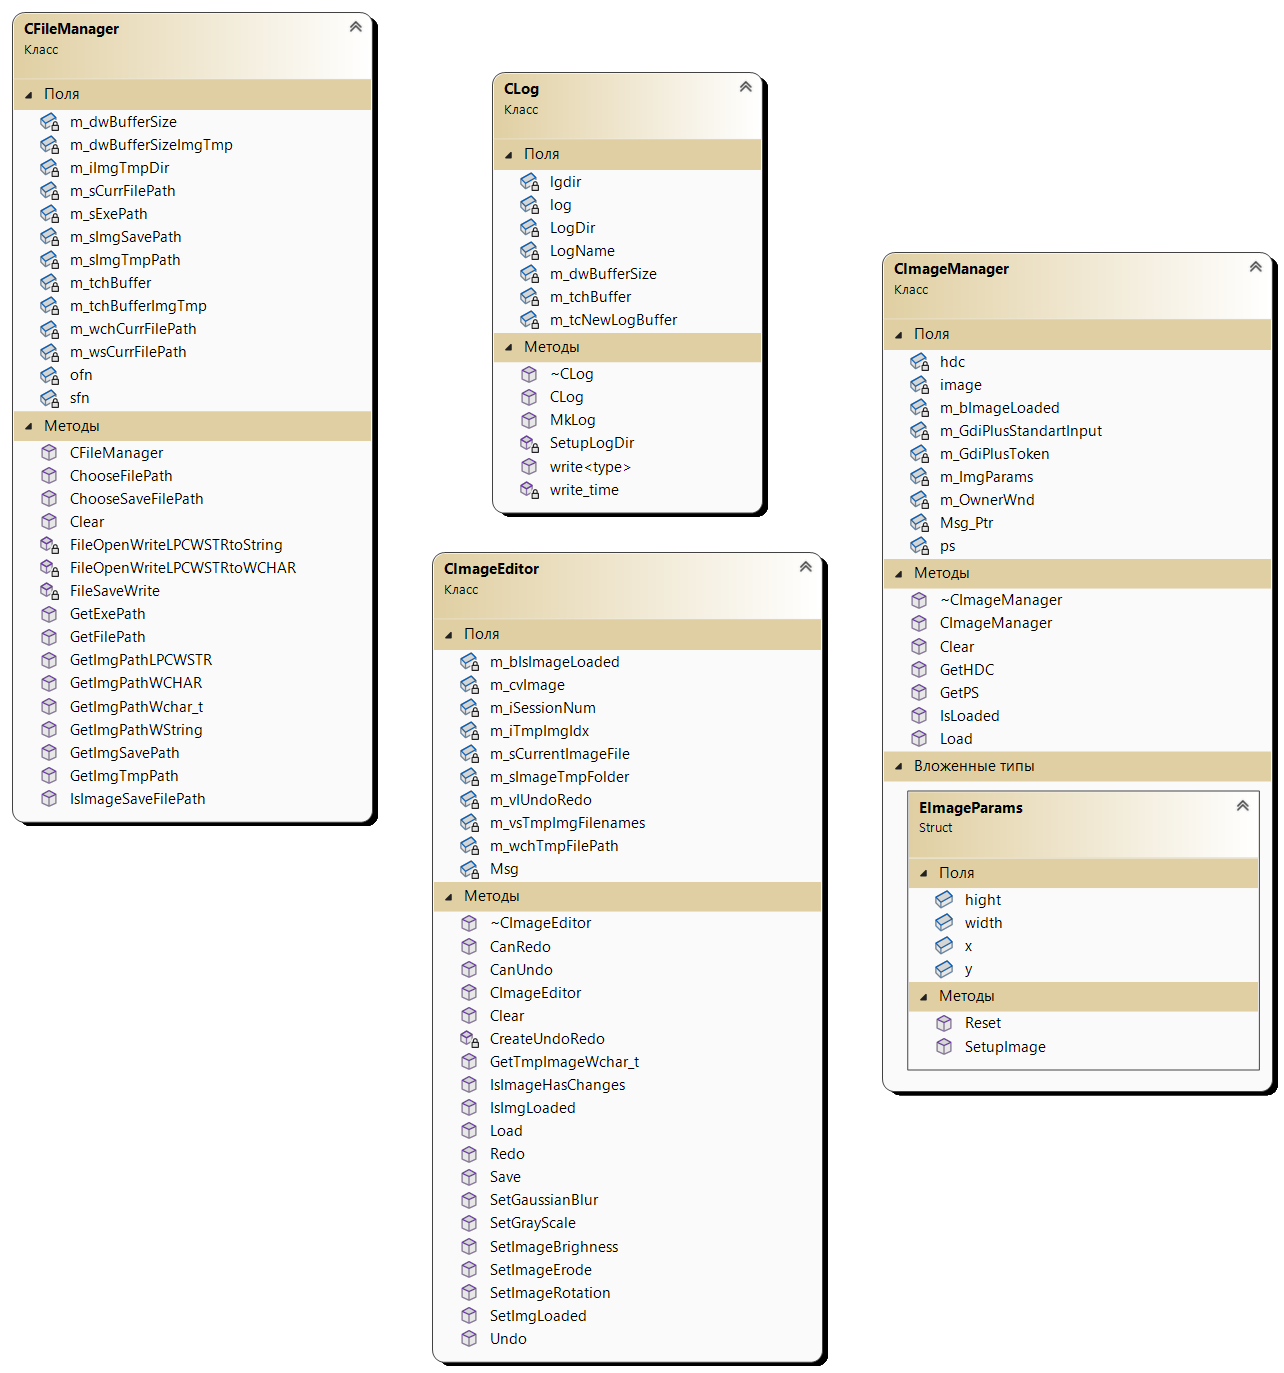 CFileManager
Класс
Поля
m_dwBufferSize
m_dwBufferSizeImgTmp
m_iImgTmpDir
m_sCurrFilePath
m_sExePath
m_sImgSavePath
m_sImgTmpPath
m_tchBuffer
m_tchBufferImgTmp
m_wchCurrFilePath
m_wsCurrFilePath
ofn
sfn
Методы
CFileManager
ChooseFilePath
ChooseSaveFilePath
Clear
FileOpenWriteLPCWSTRtoString
FileOpenWriteLPCWSTRtoWCHAR
FileSaveWrite
GetExePath
GetFilePath
GetImgPathLPCWSTR
GetImgPathWCHAR
GetImgPathWchar_t
GetImgPathWString
GetImgSavePath
GetImgTmpPath
IsImageSaveFilePath
CLog
Класс
Поля
lgdir
log
LogDir
LogName
m_dwBufferSize
m_tchBuffer
m_tcNewLogBuffer
Методы
~CLog
CLog
MkLog
SetupLogDir
write<type>
write_time
CImageEditor
Класс
Поля
m_bIsImageLoaded
m_cvImage
m_iSessionNum
m_iTmpImgIdx
m_sCurrentImageFile
m_sImageTmpFolder
m_vIUndoRedo
m_vsTmpImgFilenames
m_wchTmpFilePath
Msg
Методы
~CImageEditor
CanRedo
CanUndo
CImageEditor
Clear
CreateUndoRedo
GetTmpImageWchar_t
IsImageHasChanges
IsImgLoaded
Load
Redo
Save
SetGaussianBlur
SetGrayScale
SetImageBrighness
SetImageErode
SetImageRotation
SetImgLoaded
Undo
CImageManager
Класс
Поля
hdc
image
m_bImageLoaded
m_GdiPlusStandartInput
m_GdiPlusToken
m_ImgParams
m_OwnerWnd
Msg_Ptr
ps
Методы
~CImageManager
CImageManager
Clear
GetHDC
GetPS
IsLoaded
Load
Вложенные типы
EImageParams
Struct
Поля
hight
width
x
y
Методы
Reset
SetupImage